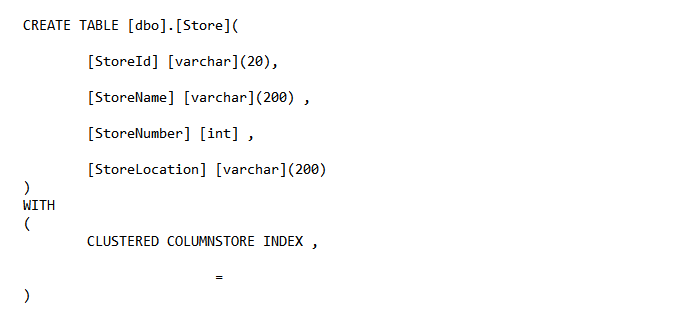 CREATE TABLE [dbo].[Store](
[StoreId] [varchar](20),
[StoreName] [varchar](200) ,
[StoreNumber] [int] ,
[StoreLocation] [varchar](200)
)
WITH
(
CLUSTERED COLUMNSTORE INDEX ,
=
)